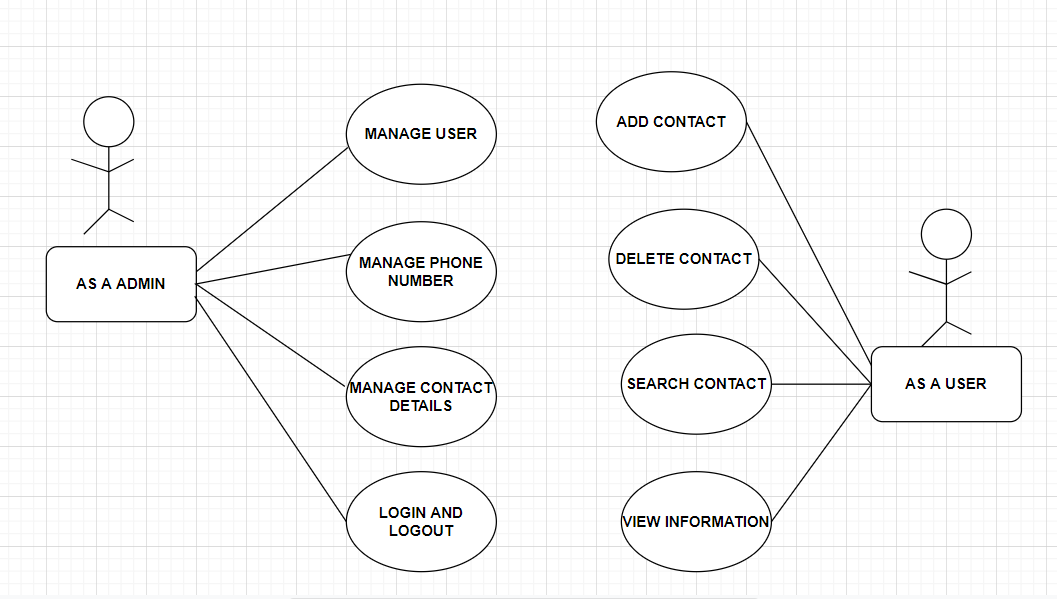 AS A ADMIN
MANAGE USER
MANAGE PHONE
NUMBER
MANAGE CONTACT
DETAILS
LOGIN AND
LOGOUT
ADD CONTACT
DELETE CONTACT
SEARCH CONTACT
VIEW INFORMATION
AS A USER